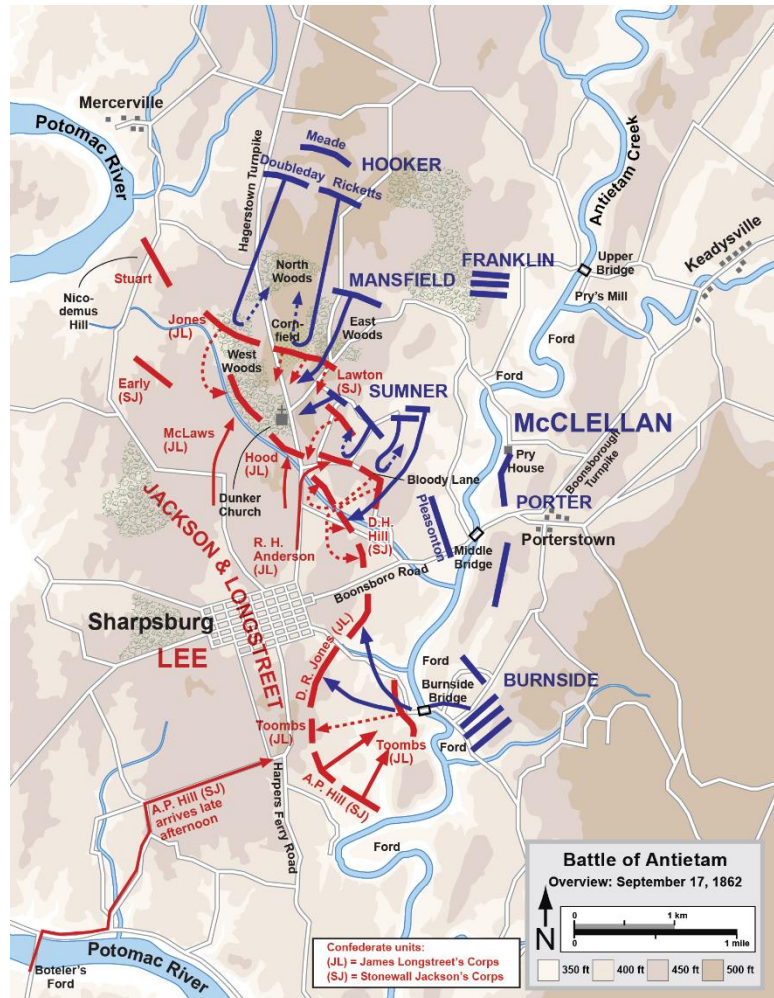 Mercerville
Potomac River
Meade
HOOKER
Doubleday
Ricketts
Hagerstown Turnpike
Antietam Creek
Keadysville
Upper
Bridge
Pry's Mill
FRANKLIN
North
Woods
MANSFIELD
Stuart
Nico-
demus
Hill
Jones
(JL)
Corn-
field
East
Woods
Ford
Ford
West
Woods
Lawton
(SJ)
Early
(SJ)
SUMNER
McLaws
(JL)
Hood
(JL)
McCLELLAN
Pry
House
Boonsborough
Turnpike
Bloody Lane
Dunker
Church
PORTER
Pleasonton
D.H.
Hill
(SJ)
R. H.
Anderson
(JL)
Middle
Bridge
Porterstown
JACKSON & LONGSTREET
Boonsboro Road
Sharpsburg
LEE
D. R. Jones (JL)
Ford
Burnside
Bridge
BURNSIDE
Toombs
(JL)
Toombs
(JL)
Ford
A.P. Hill (SJ)
A.P. Hill (SJ)
arrives late
afternoon
Harpers Ferry Road
Ford
Potomac River
Boteler's
Ford
Battle of Antietam
Overview: September 17, 1862
N
0 1 km
0 1 mile
350 ft 400 ft 450 ft 500 ft
Confederate units:
(JL) = James Longstreet's Corps
(SJ) = Stonewall Jackson's Corps